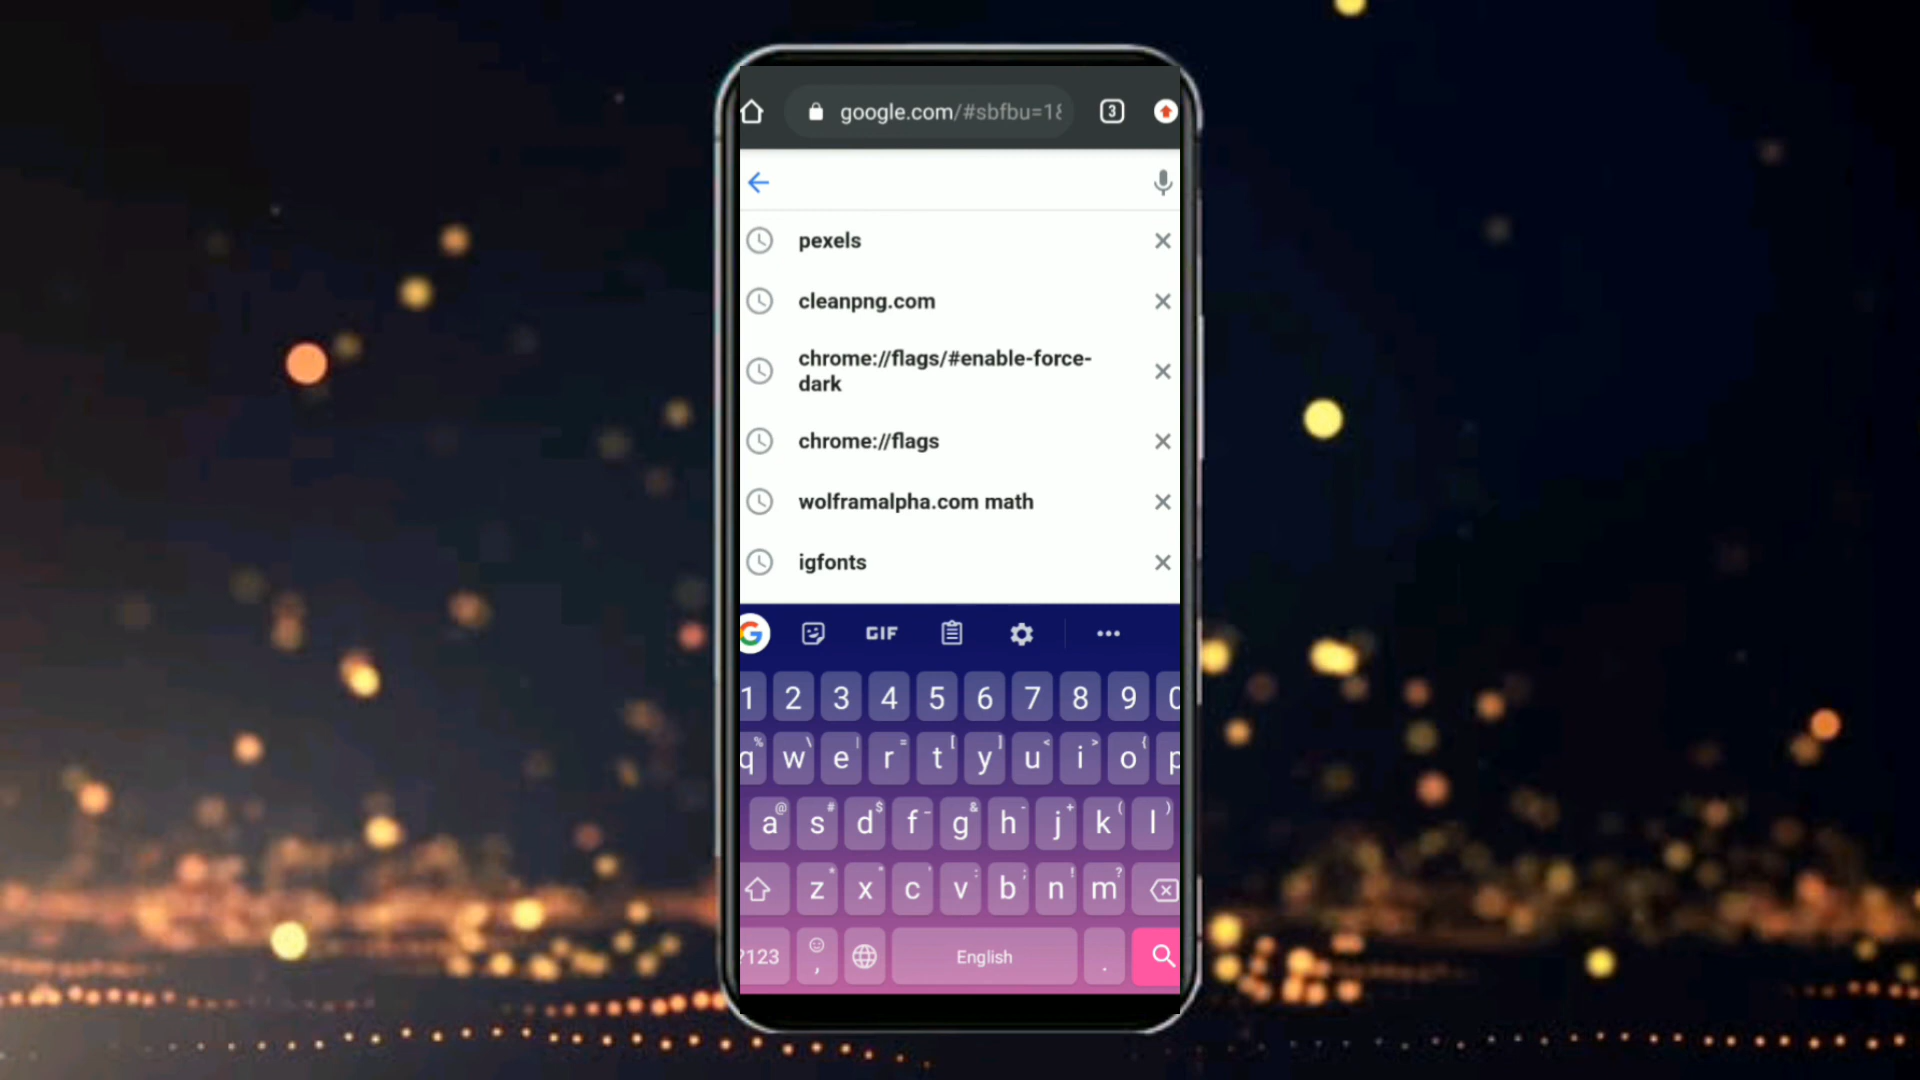 google.com/#sbfbu=1
3
pexels
cleanpng.com
chrome://flags/#enable-force-
dark
chrome://flags
wolframalpha.com math
igfonts
G GIF
1 2 3 4 5 6 7 8 9 0
% \ | = [ ] < > {
q w e r t y u i o p
@ # $ _ & - + ( )
a s d f g h j k l
* " ' : ; ! ?
z x c v b n m
?123 , English .